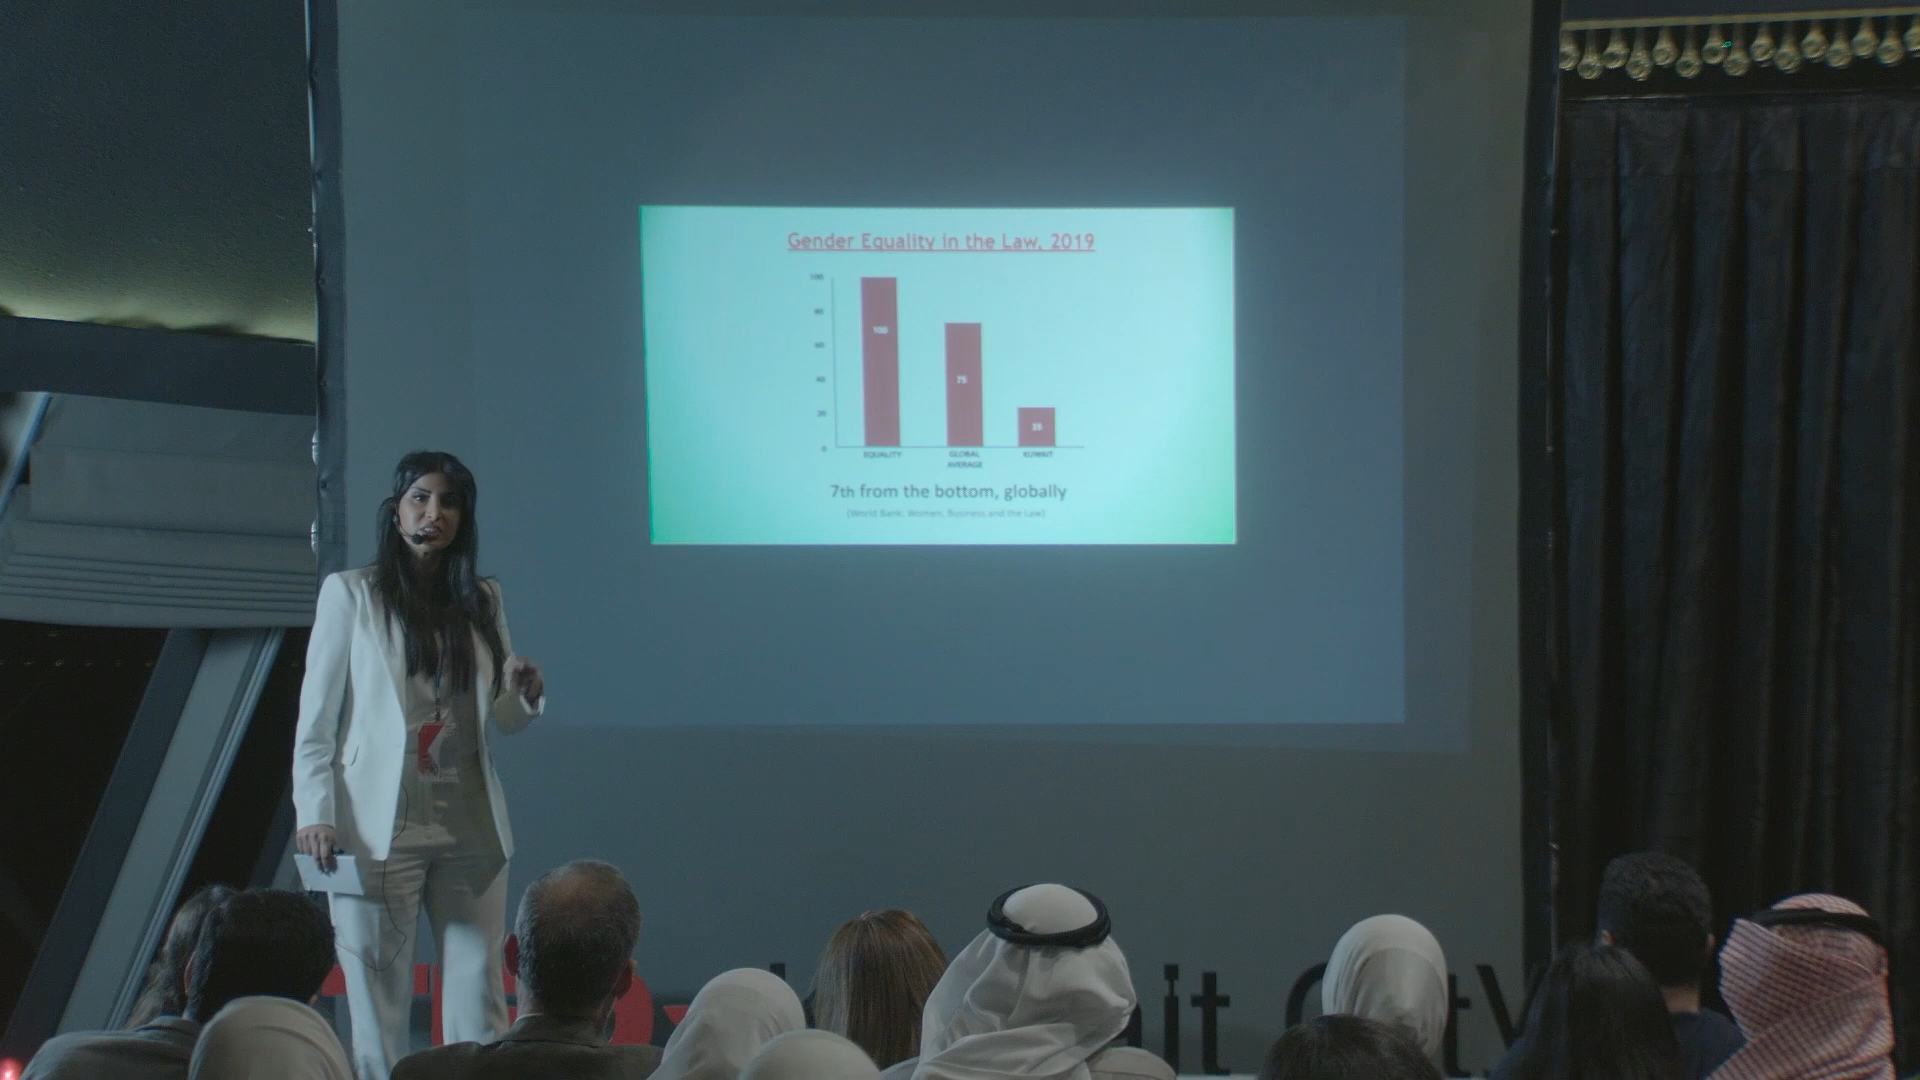 Gender Equality in the Law, 2019
100
80
60
40
20
0
100
75
EQUALITY
GLOBAL
AVERAGE
KUWAIT
7th from the bottom, globally
(World Bank: Women, Business and the Law)